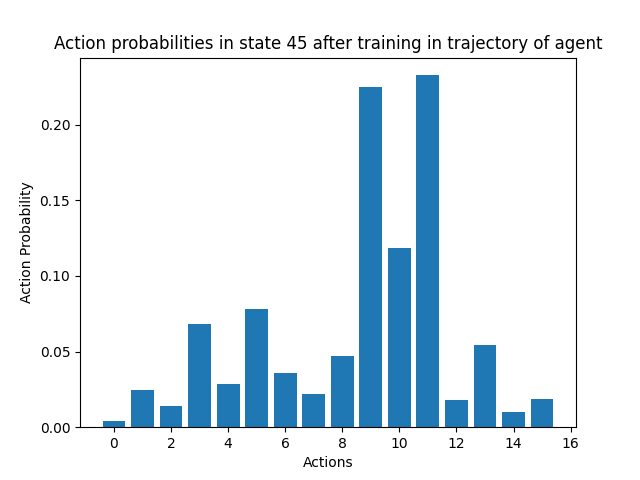 Action probabilities in state 45 after training in trajectory of agent
0.20
0.15
0.10
0.05
0.00
Action Probability
0 2 4 6 8 10 12 14 16
Actions